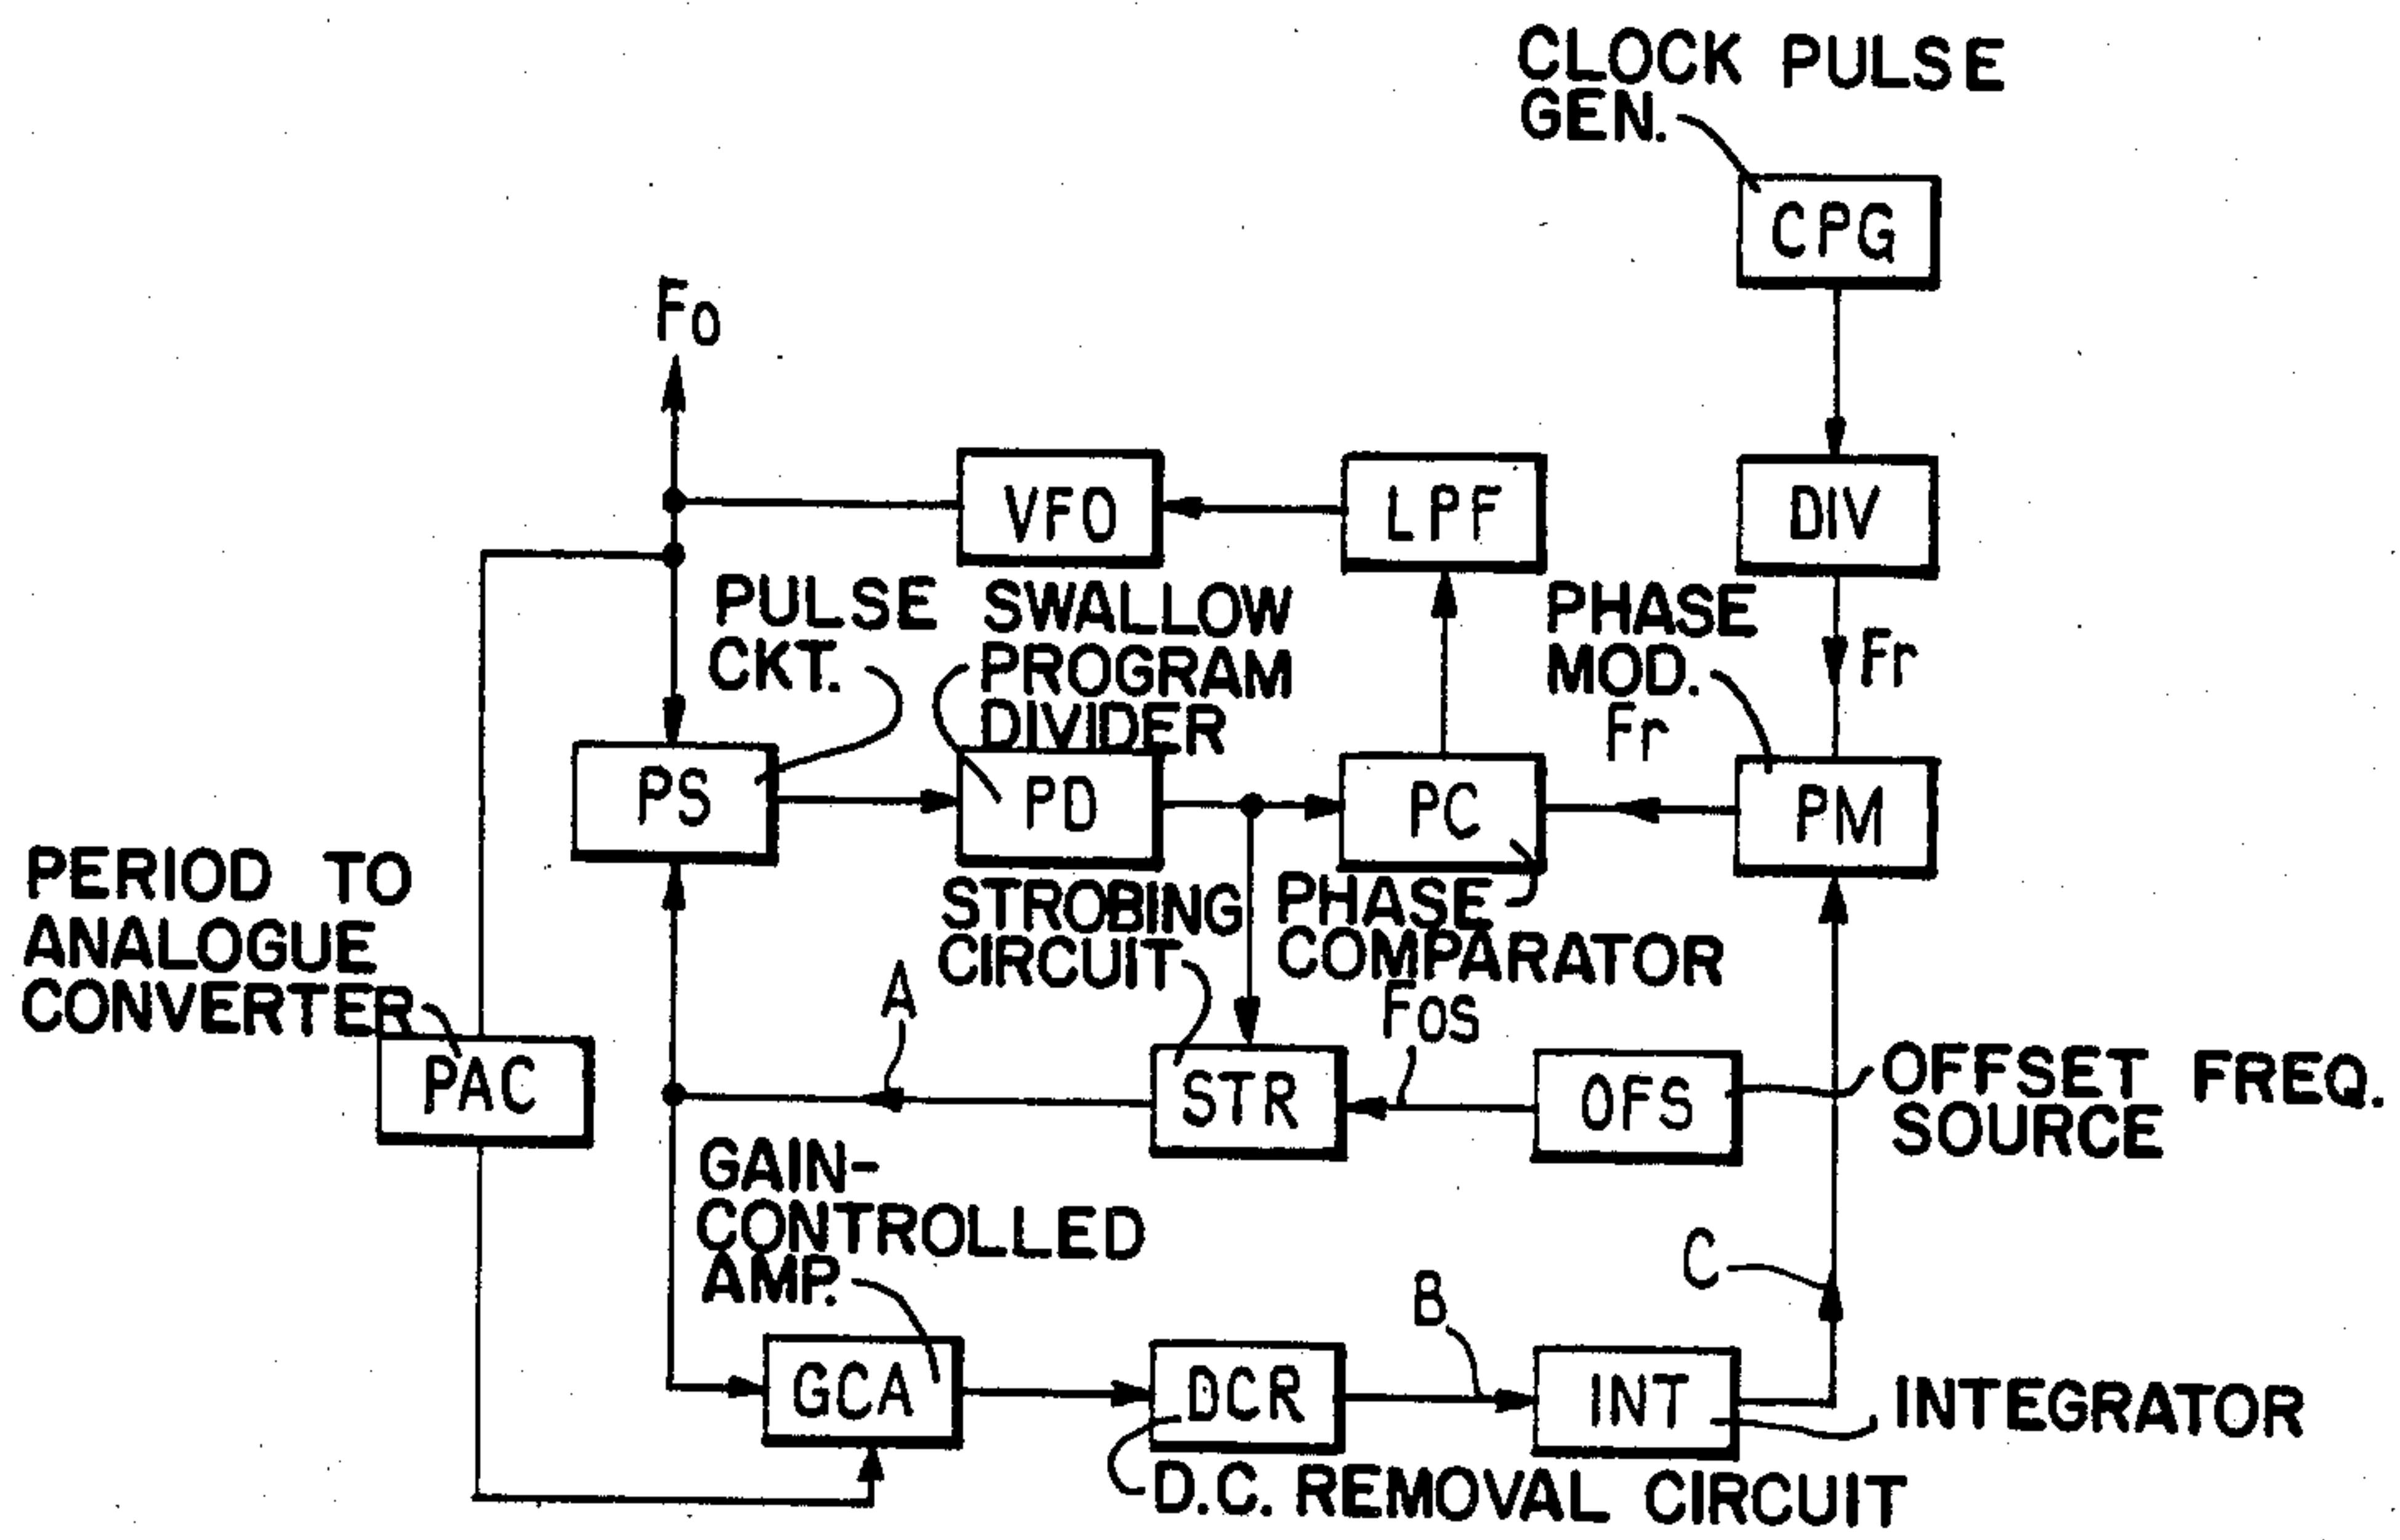 CLOCK PULSE
GEN.
CPG
Fo
VFO
LPF
DIV
PULSE
CKT.
SWALLOW
PROGRAM
DIVIDER
PHASE
MOD.
Fr
Fr
PS
PD
PC
PM
PERIOD TO
ANALOGUE
CONVERTER
STROBING
CIRCUIT
PHASE
COMPARATOR
A
Fos
PAC
STR
OFS
OFFSET FREQ.
SOURCE
GAIN-
CONTROLLED
AMP.
B
C
GCA
DCR
INT
INTEGRATOR
D.C. REMOVAL CIRCUIT